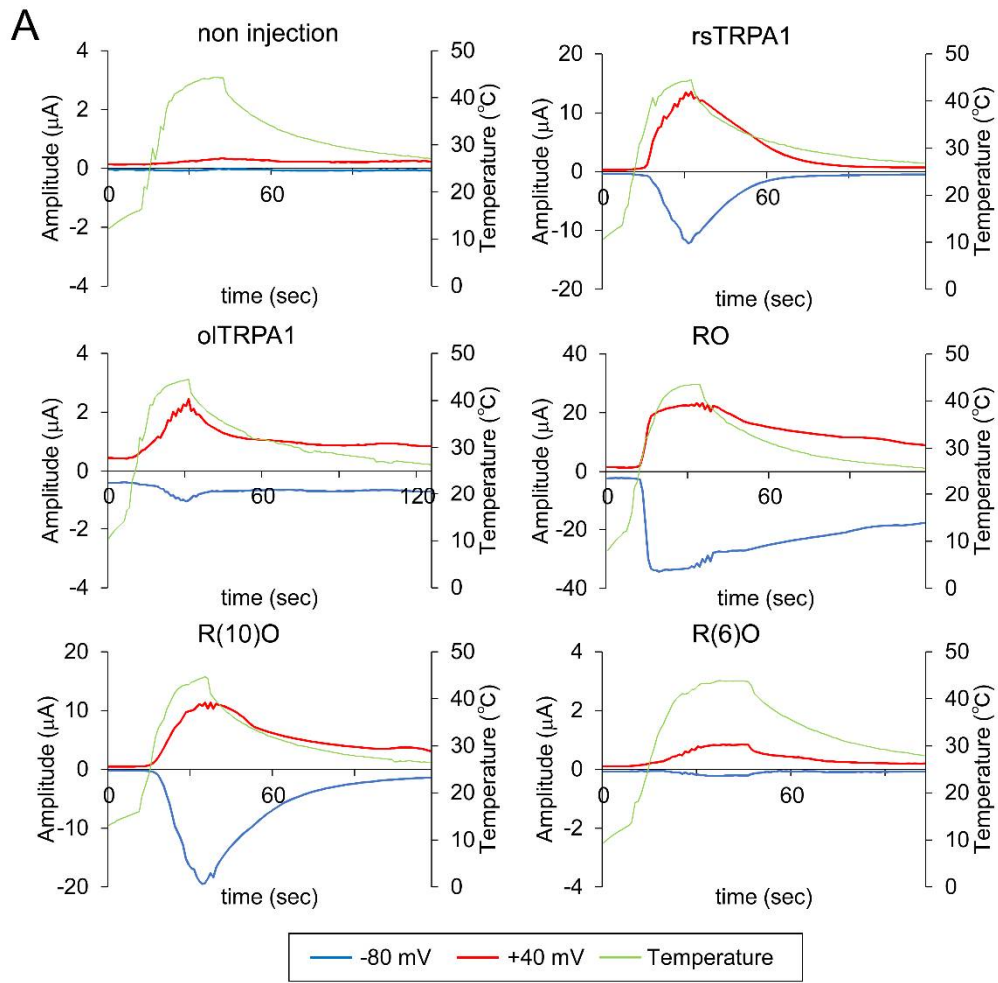 A
non injection
4
2
0
-2
-4
Amplitude (μA)
0
60
time (sec)
50
40
30
20
10
0
Temperature (°C)
rsTRPA1
20
10
0
-10
-20
Amplitude (μA)
0
60
time (sec)
50
40
30
20
10
0
Temperature (°C)
olTRPA1
4
2
0
-2
-4
Amplitude (μA)
0
60
120
time (sec)
50
40
30
20
10
0
Temperature (°C)
RO
40
20
0
-20
-40
Amplitude (μA)
0
60
time (sec)
50
40
30
20
10
0
Temperature (°C)
R(10)O
20
10
0
-10
-20
Amplitude (μA)
0
60
time (sec)
50
40
30
20
10
0
Temperature (°C)
R(6)O
4
2
0
-2
-4
Amplitude (μA)
0
60
time (sec)
50
40
30
20
10
0
Temperature (°C)
-80 mV
+40 mV
Temperature